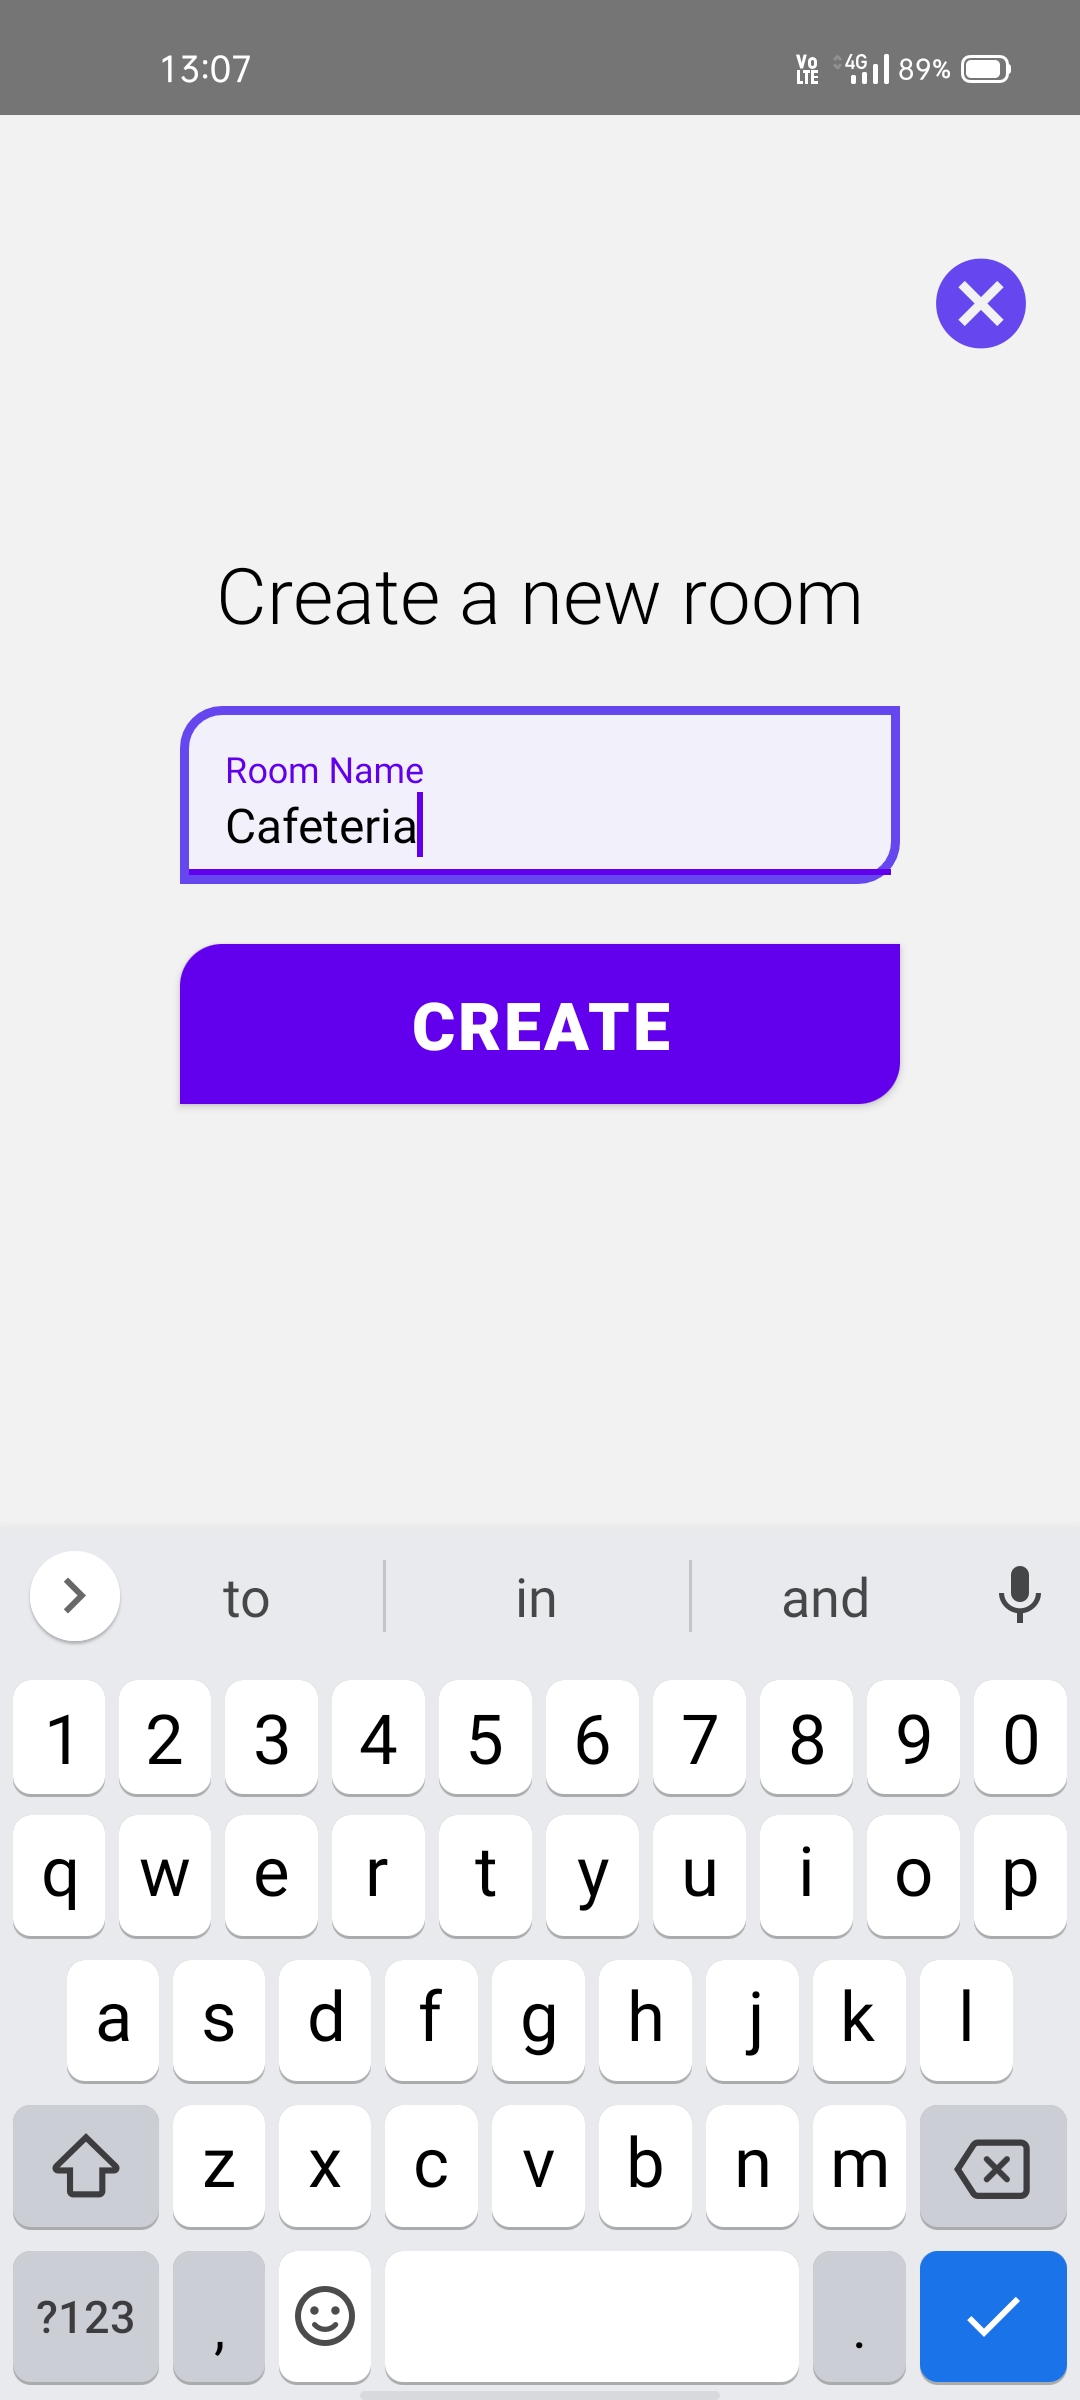 13:07 Vo LTE 4G 89%
Create a new room
Room Name
Cafeteria
CREATE
to in and
1 2 3 4 5 6 7 8 9 0
q w e r t y u i o p
a s d f g h j k l
z x c v b n m
?123 , .